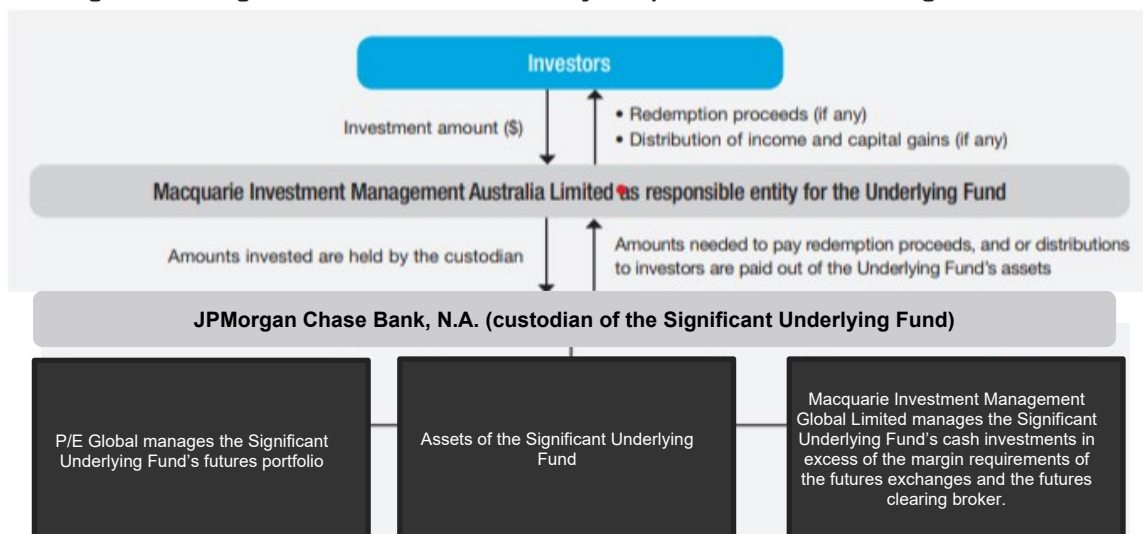 Investors
Investment amount ($)
• Redemption proceeds (if any)
• Distribution of income and capital gains (if any)
Macquarie Investment Management Australia Limited as responsible entity for the Underlying Fund
Amounts invested are held by the custodian
Amounts needed to pay redemption proceeds, and or distributions
to investors are paid out of the Underlying Fund's assets
JPMorgan Chase Bank, N.A. (custodian of the Significant Underlying Fund)
P/E Global manages the Significant
Underlying Fund's futures portfolio
Assets of the Significant Underlying
Fund
Macquarie Investment Management
Global Limited manages the Significant
Underlying Fund's cash investments in
excess of the margin requirements of
the futures exchanges and the futures
clearing broker.